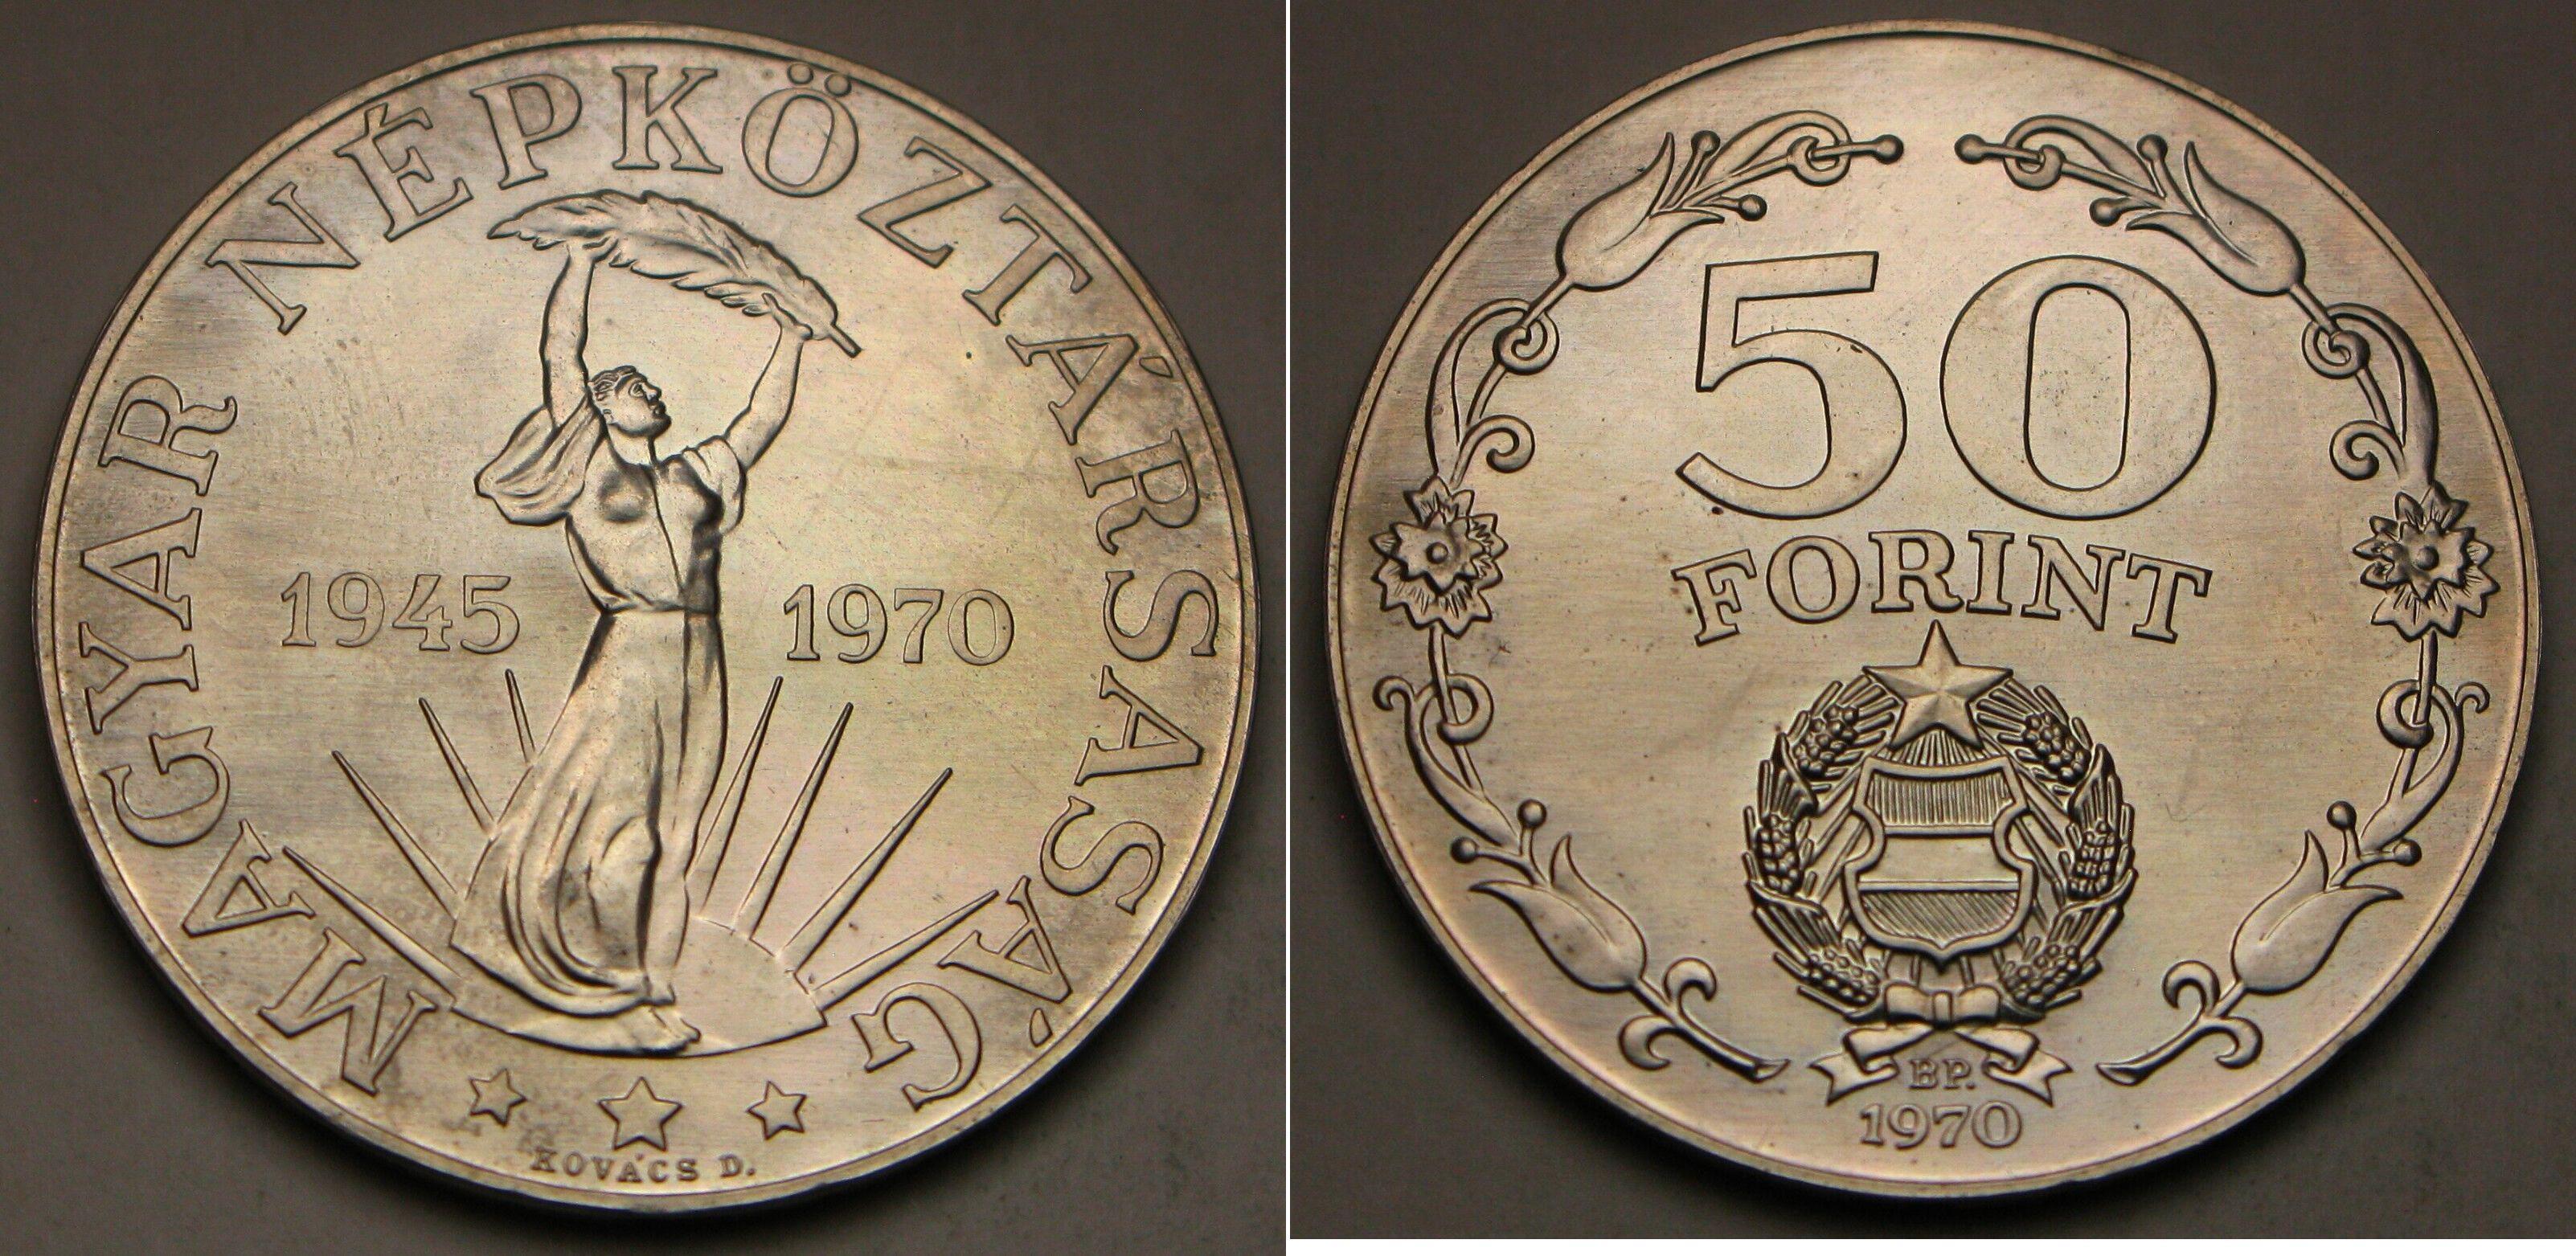 MAGYAR NÉPKÖZTÁRSASÁG
1945 1970
KOVÁCS D.
50
FORINT
BP.
1970